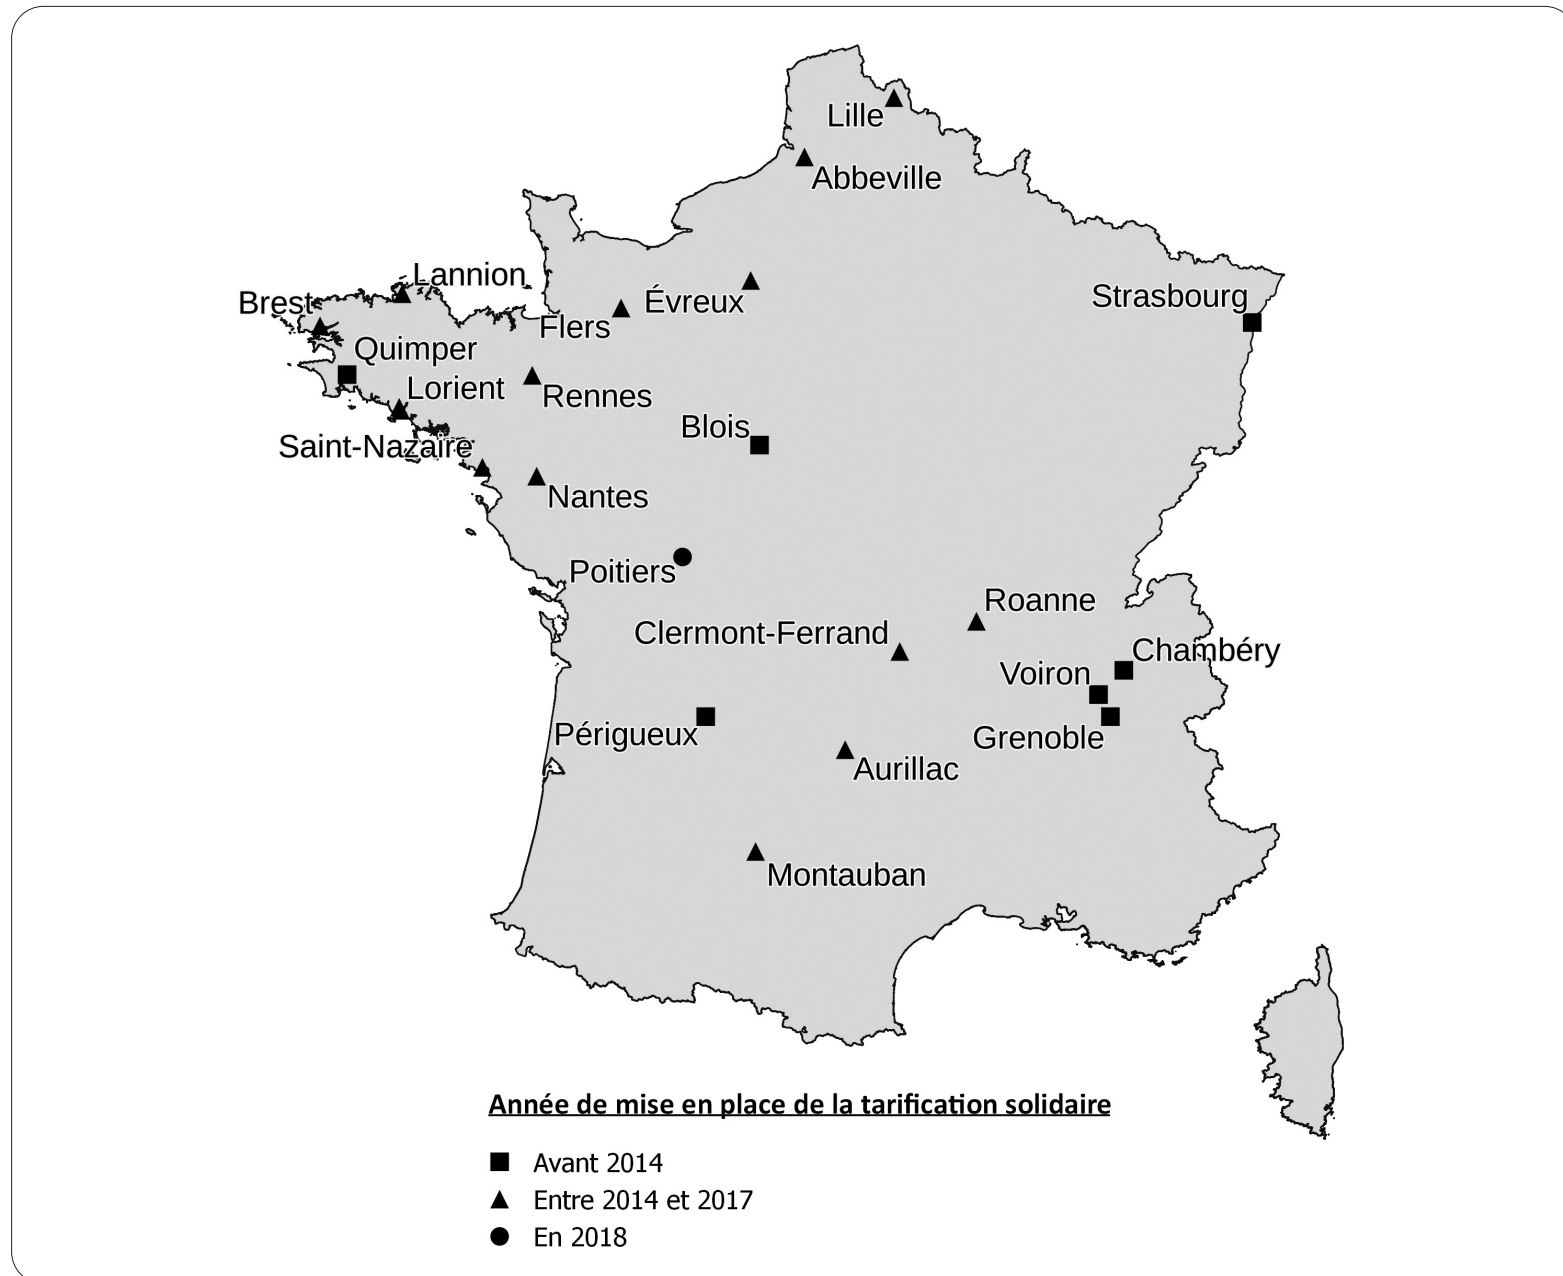 Lille
Abbeville
Lannion
Brest
Évreux
Strasbourg
Flers
Quimper
Lorient
Rennes
Blois
Saint-Nazaire
Nantes
Poitiers
Roanne
Clermont-Ferrand
Chambéry
Voiron
Périgueux
Grenoble
Aurillac
Montauban
Année de mise en place de la tarification solidaire
Avant 2014
Entre 2014 et 2017
En 2018